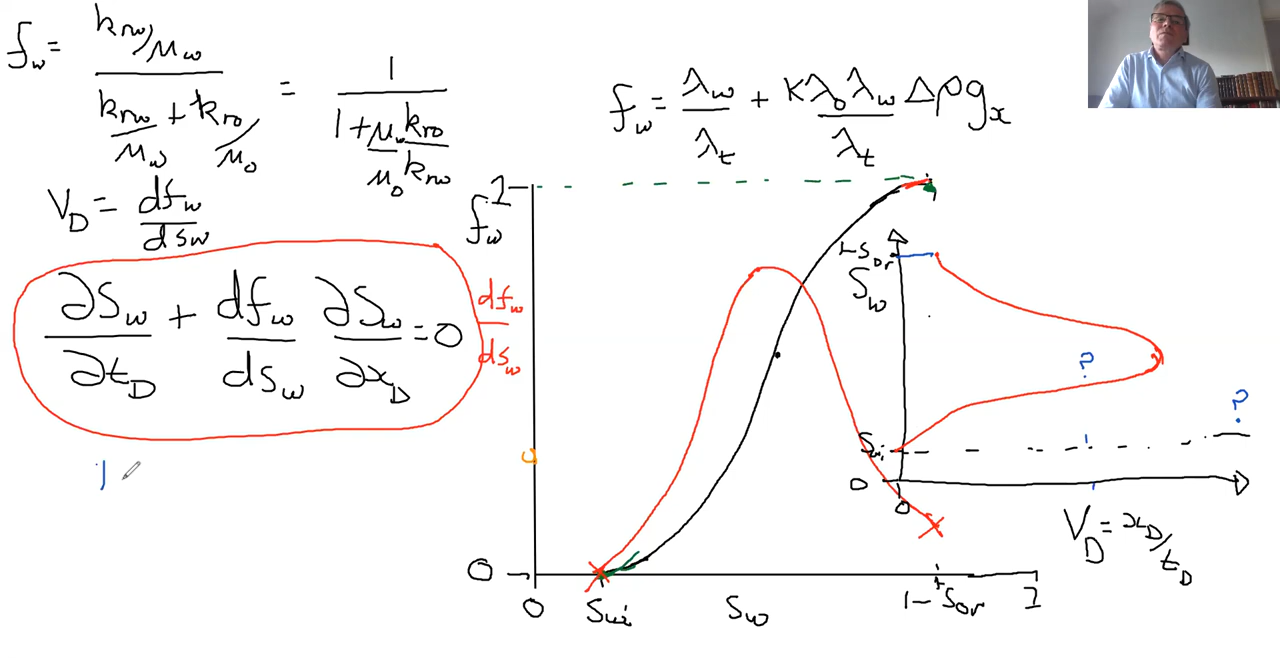 f_w = (k_rw/μ_w) / (k_rw/μ_w + k_ro/μ_o) = 1 / (1 + μ_w/μ_o k_ro/k_rw)
f_w = λ_w/λ_t + Kλ_oλ_w/λ_t Δρg_x
V_D = df_w/dS_w
∂S_w/∂t_D + df_w/dS_w ∂S_w/∂x_D = 0
1
f_w
df_w/dS_w
0
0
S_wi
S_w
1-S_or
1
1-S_or
S_w
S_wi
0
0
?
?
V_D = x_D/t_D